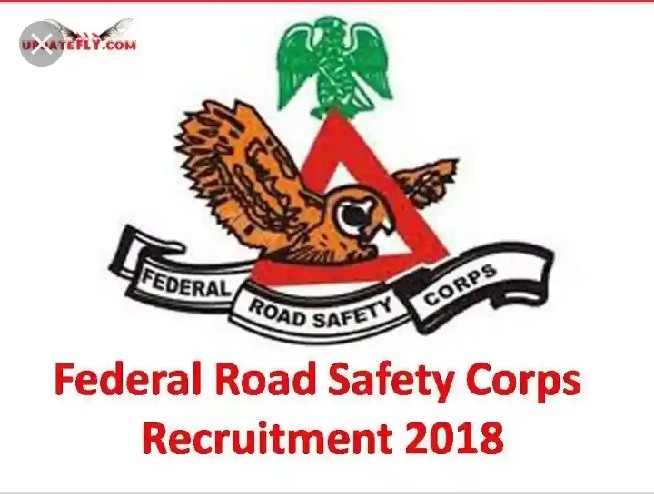 UPDATEFLY.COM
FEDERAL ROAD SAFETY CORPS
Federal Road Safety Corps
Recruitment 2018